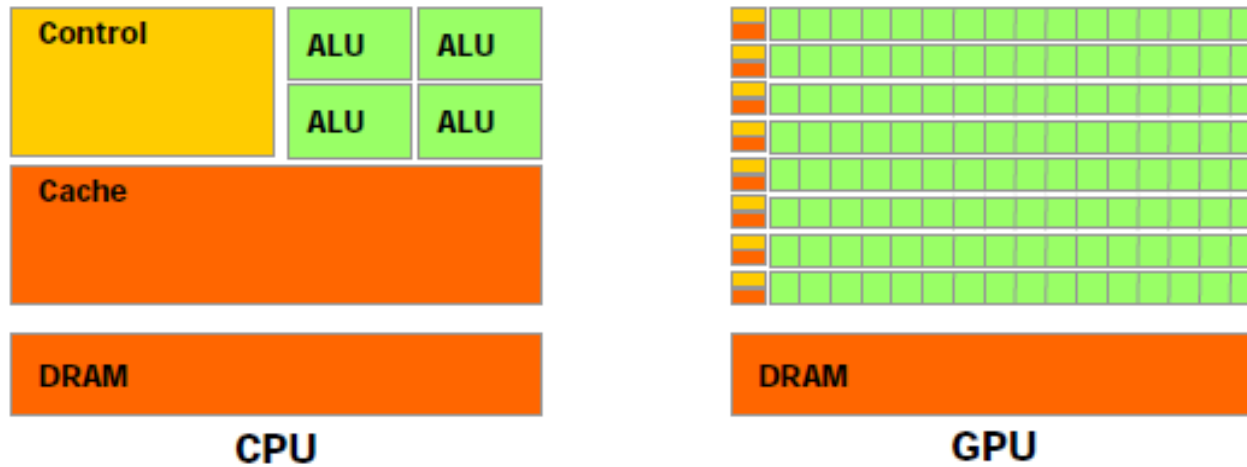 Control
ALU ALU
ALU ALU
Cache
DRAM
CPU
DRAM
GPU